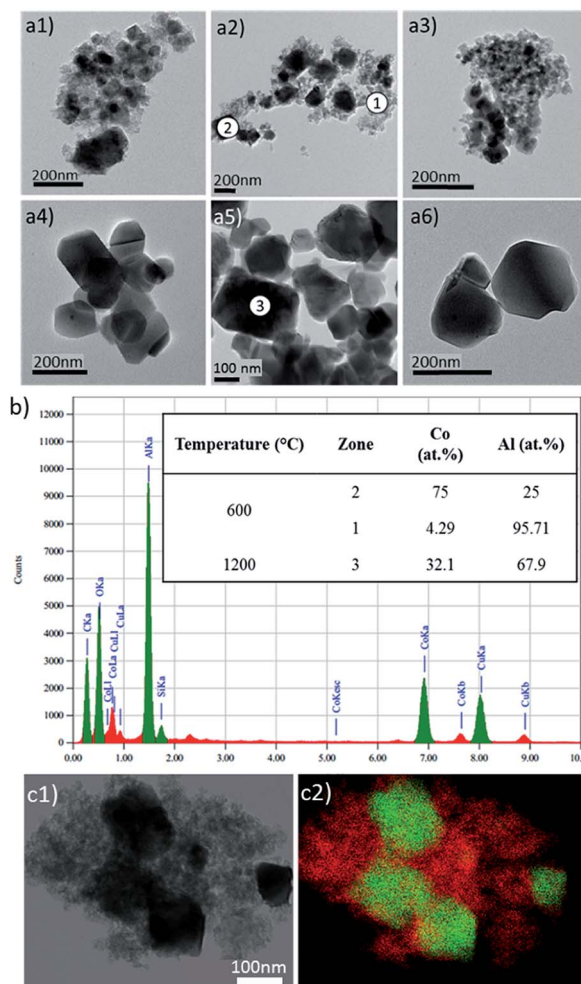 a1)
200nm
a2)
1
2
200nm
a3)
200nm
a4)
200nm
a5)
3
100 nm
a6)
200nm
b)
Temperature (°C) Zone Co (at.%) Al (at.%)
600
2 75 25
1 4.29 95.71
1200 3 32.1 67.9
Counts
12000
11000
10000
9000
8000
7000
6000
5000
4000
3000
2000
1000
0
CKa
OKa
CoLl
CoLa
CuLl
CuLa
AlKa
SiKa
CoKesc
CoKa
CoKb
CuKa
CuKb
0.00 1.00 2.00 3.00 4.00 5.00 6.00 7.00 8.00 9.00 10.0
c1)
100nm
c2)